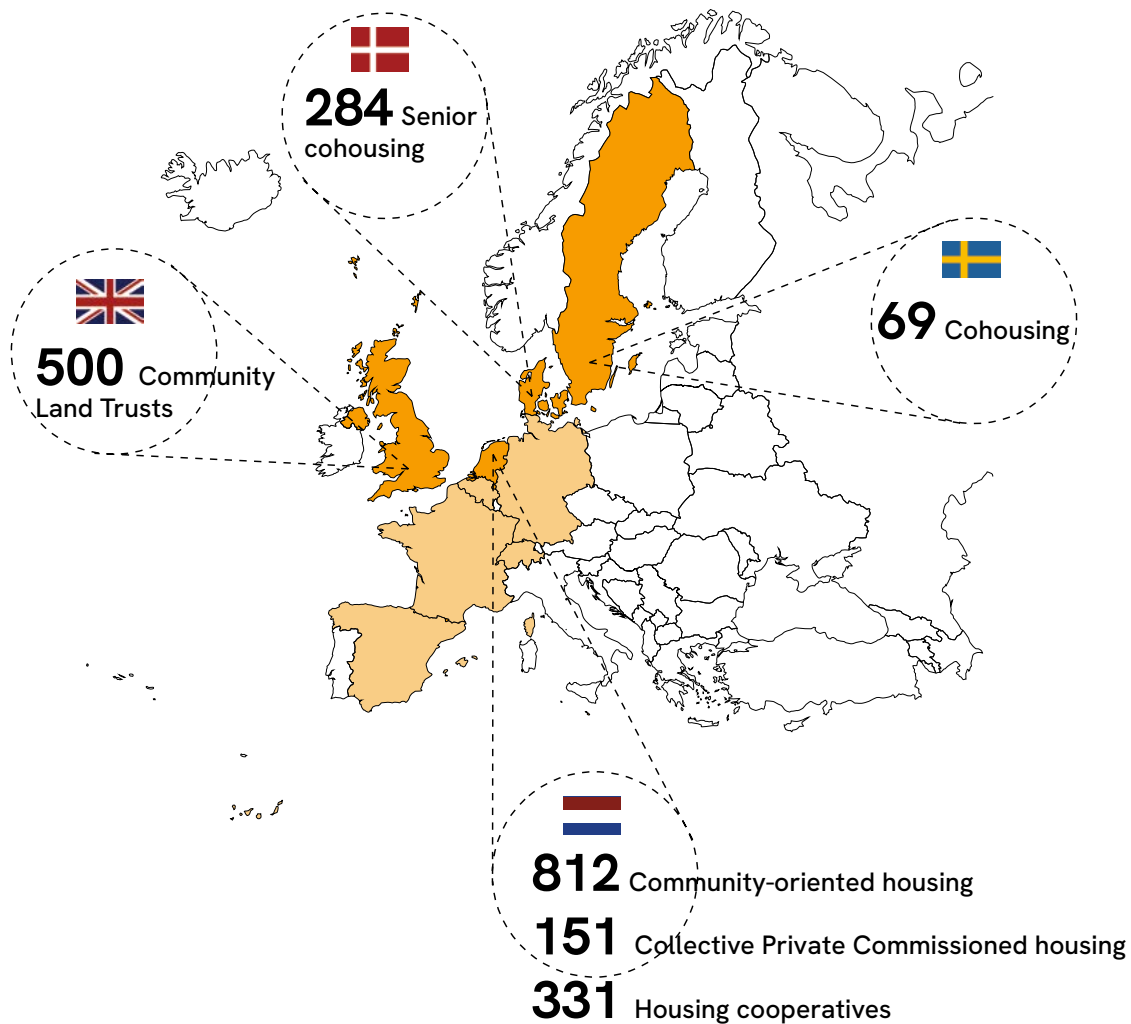 284 Senior
cohousing
69 Cohousing
500 Community
Land Trusts
812 Community-oriented housing
151 Collective Private Commissioned housing
331 Housing cooperatives